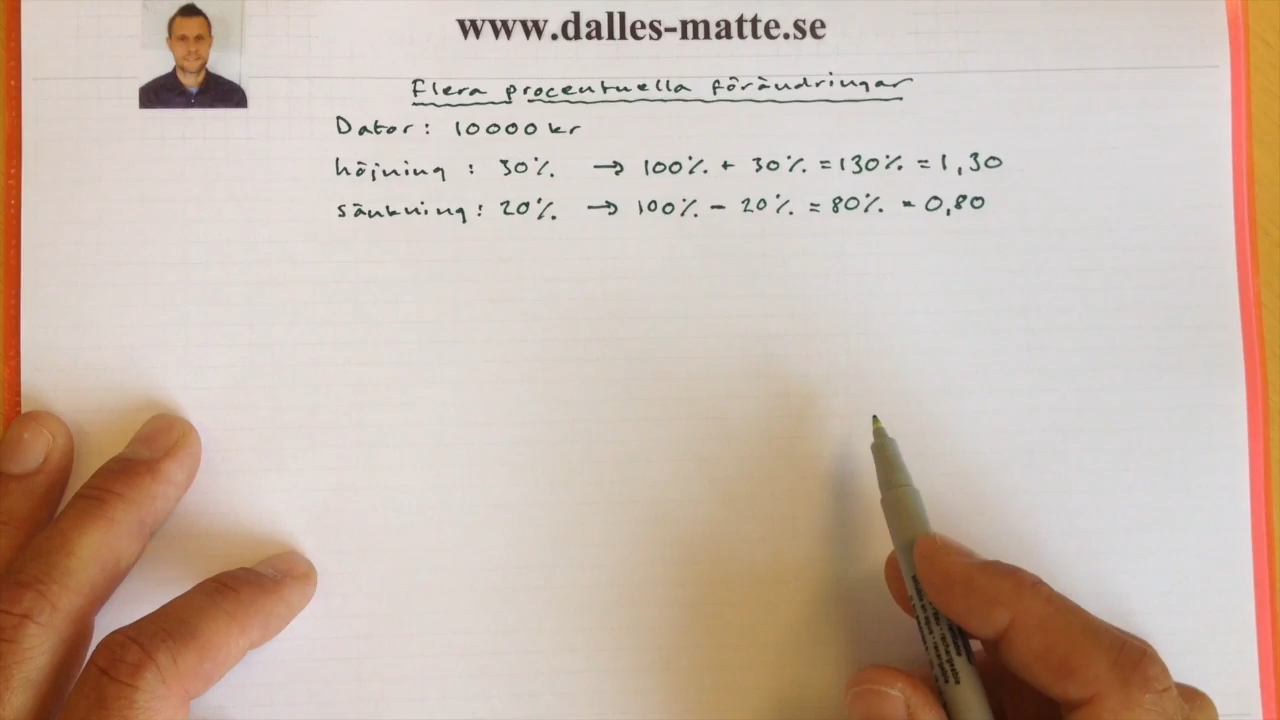 www.dalles-matte.se
Flera procentuella förändringar
Dator: 10000 kr
höjning: 30% → 100% + 30% = 130% = 1,30
sänkning: 20% → 100% - 20% = 80% = 0,80